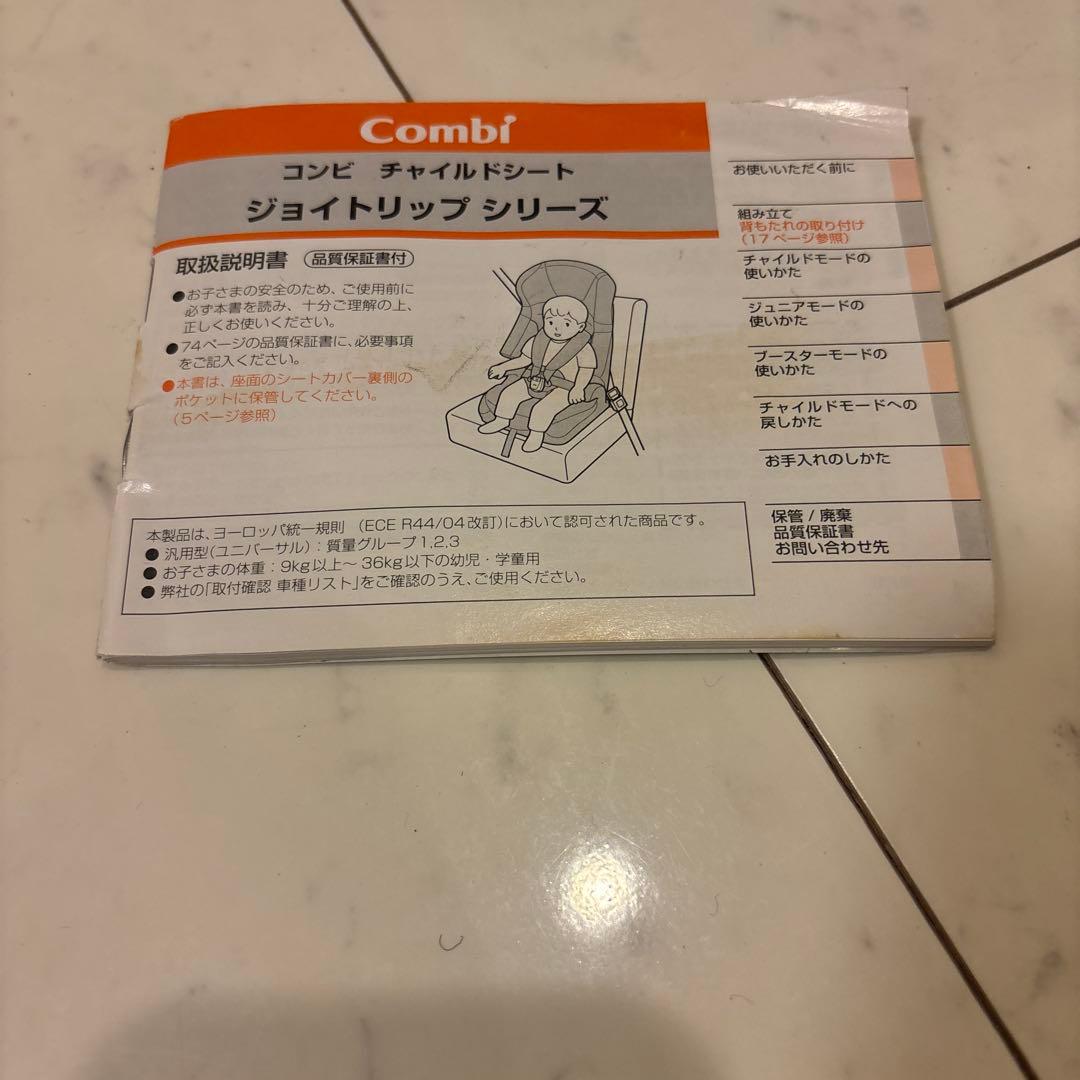 Combi
コンビ チャイルドシート
ジョイトリップ シリーズ
取扱説明書 品質保証書付
●お子さまの安全のため、ご使用前に
必ず本書を読み、十分ご理解の上、
正しくお使いください。
●74ページの品質保証書に、必要事項
をご記入ください。
●本書は、座面のシートカバー裏側の
ポケットに保管してください。
(5ページ参照)
本製品は、ヨーロッパ統一規則 (ECE R44/04改訂)において認可された商品です。
●汎用型(ユニバーサル):質量グループ1,2,3
●お子さまの体重:9kg以上～36kg以下の幼児・学童用
●弊社の「取付確認 車種リスト」をご確認のうえ、ご使用ください。
お使いいただく前に
組み立て
背もたれの取り付け
(17ページ参照)
チャイルドモードの
使いかた
ジュニアモードの
使いかた
ブースターモードの
使いかた
チャイルドモードへの
戻しかた
お手入れのしかた
保管/廃棄
品質保証書
お問い合わせ先